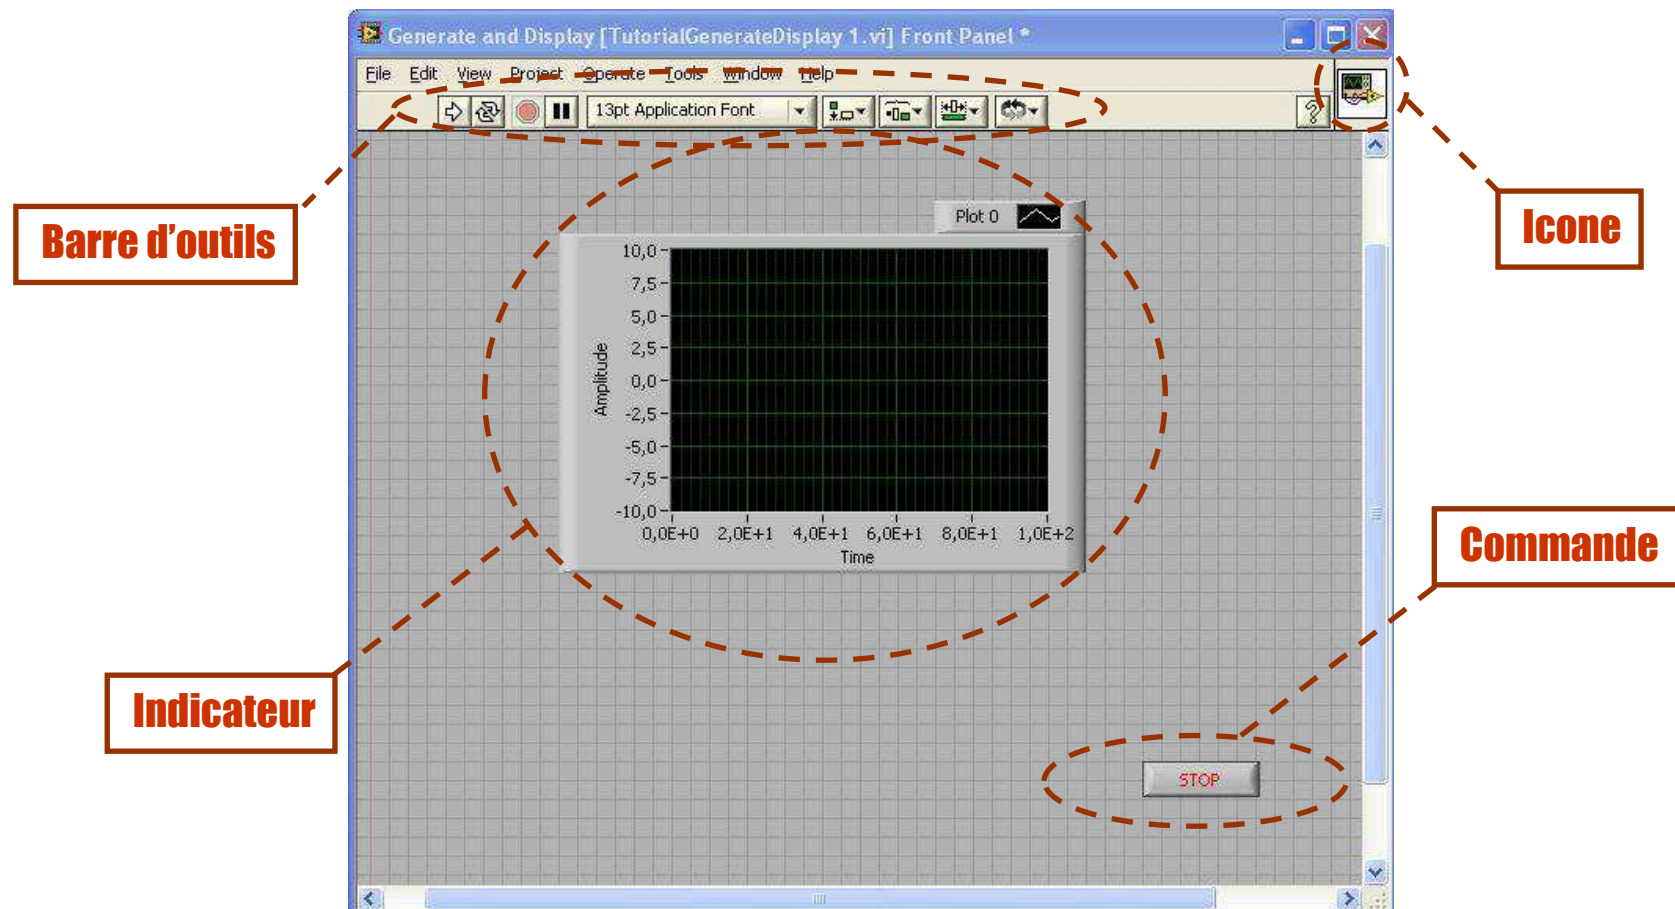 Generate and Display [TutorialGenerateDisplay 1.vi] Front Panel *
File Edit View Project Operate Tools Window Help
13pt Application Font
?
Barre d'outils
Icone
Plot 0
10,0
7,5
5,0
2,5
0,0
-2,5
-5,0
-7,5
-10,0
Amplitude
0,0E+0 2,0E+1 4,0E+1 6,0E+1 8,0E+1 1,0E+2
Time
Commande
Indicateur
STOP